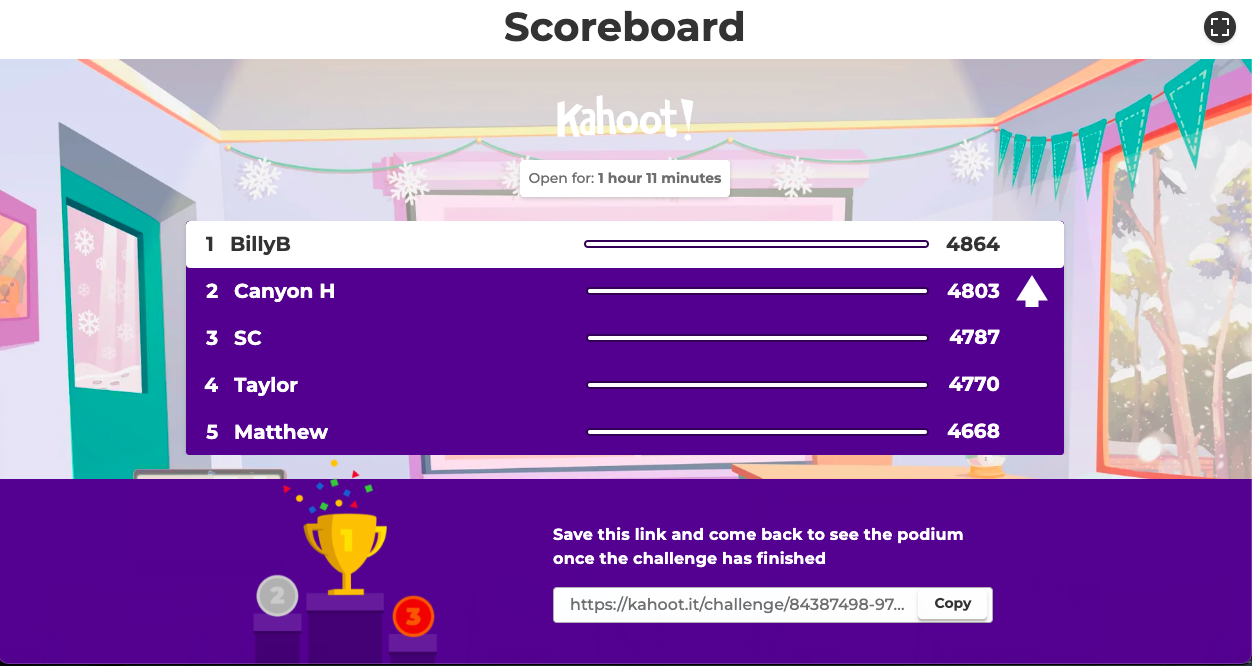 Scoreboard
Kahoot!
Open for: 1 hour 11 minutes
1 BillyB 4864
2 Canyon H 4803
3 SC 4787
4 Taylor 4770
5 Matthew 4668
1
2
3
Save this link and come back to see the podium
once the challenge has finished
https://kahoot.it/challenge/84387498-97... Copy